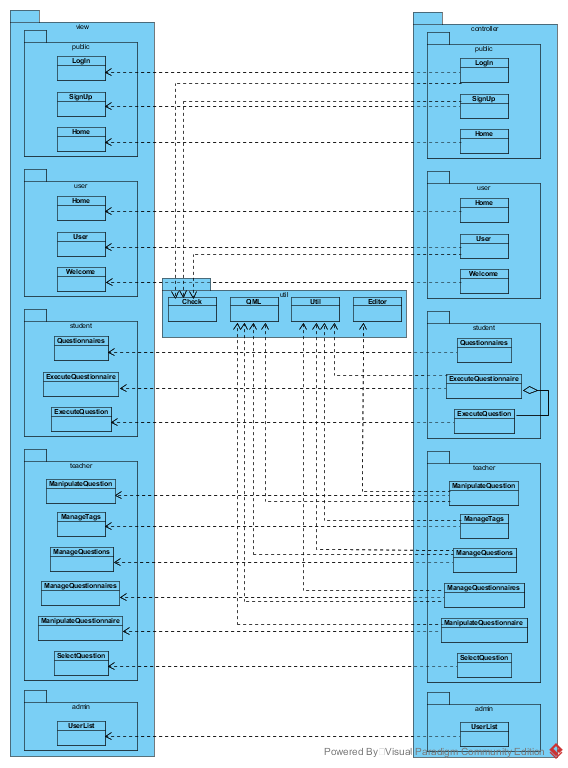 view
public
LogIn
SignUp
Home
user
Home
User
Welcome
student
Questionnaires
ExecuteQuestionnaire
ExecuteQuestion
teacher
ManipulateQuestion
ManageTags
ManageQuestions
ManageQuestionnaires
ManipulateQuestionnaire
SelectQuestion
admin
UserList
util
Check
QML
Util
Editor
controller
public
LogIn
SignUp
Home
user
Home
User
Welcome
student
Questionnaires
ExecuteQuestionnaire
ExecuteQuestion
teacher
ManipulateQuestion
ManageTags
ManageQuestions
ManageQuestionnaires
ManipulateQuestionnaire
SelectQuestion
admin
UserList
Powered By Visual Paradigm Community Edition